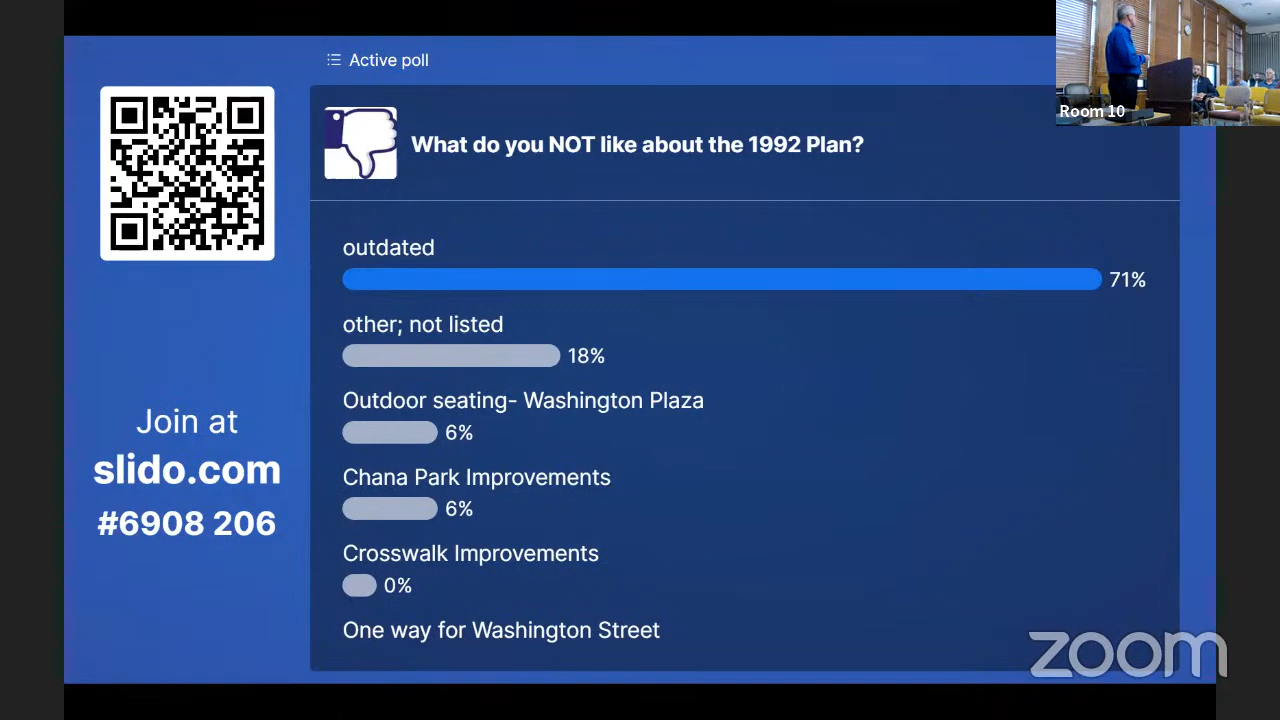 Active poll
Room 10
What do you NOT like about the 1992 Plan?
outdated
71%
other; not listed
18%
Outdoor seating- Washington Plaza
6%
Chana Park Improvements
6%
Crosswalk Improvements
0%
One way for Washington Street
Join at
slido.com
#6908 206
zoom